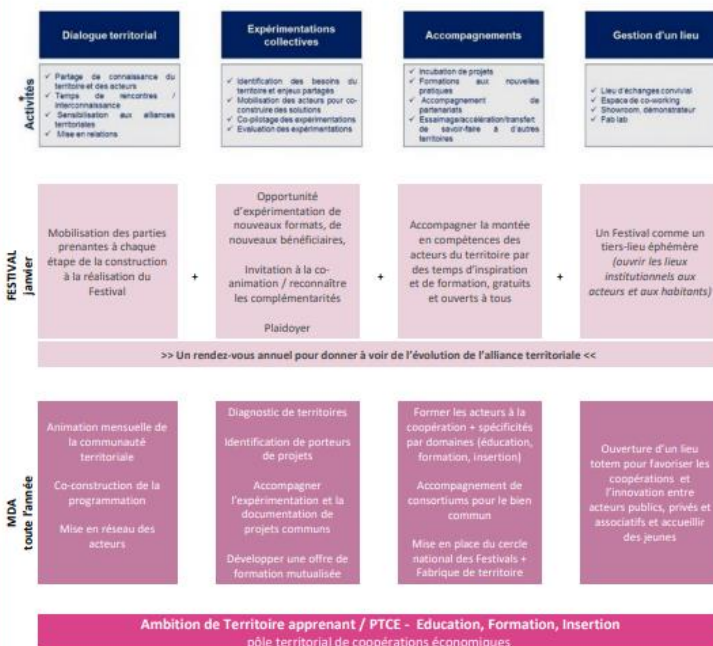 Dialogue territorial
Expérimentations
collectives
Accompagnements
Gestion d'un lieu
*
Activités
✓ Partage de connaissance du
territoire et des acteurs
✓ Temps de rencontres /
interconnaissance
✓ Sensibilisation aux alliances
territoriales
✓ Mise en relations
✓ Identification des besoins du
territoire et enjeux partagés
✓ Mobilisation des acteurs pour co-
construire des solutions
✓ Co-pilotage des expérimentations
✓ Evaluation des expérimentations
✓ Incubation de projets
✓ Formations aux nouvelles
pratiques
✓ Accompagnement de
partenariats
✓ Essaimage/accélération/transfert
de savoir-faire à d'autres
territoires
✓ Lieu d'échanges convivial
✓ Espace de co-working
✓ Showroom, démonstrateur
✓ Fab lab
FESTIVAL
janvier
Mobilisation des parties
prenantes à chaque
étape de la construction
à la réalisation du
Festival
+
Opportunité
d'expérimentation de
nouveaux formats, de
nouveaux bénéficiaires,
Invitation à la co-
animation / reconnaître
les complémentarités
Plaidoyer
+
Accompagner la montée
en compétences des
acteurs du territoire par
des temps d'inspiration
et de formation, gratuits
et ouverts à tous
+
Un Festival comme un
tiers-lieu éphémère
(ouvrir les lieux
institutionnels aux
acteurs et aux habitants)
>> Un rendez-vous annuel pour donner à voir de l'évolution de l'alliance territoriale <<
MDA
toute l'année
Animation mensuelle de
la communauté
territoriale
Co-construction de la
programmation
Mise en réseau des
acteurs
Diagnostic de territoires
Identification de porteurs
de projets
Accompagner
l'expérimentation et la
documentation de
projets communs
Développer une offre de
formation mutualisée
Former les acteurs à la
coopération + spécificités
par domaines (éducation,
formation, insertion)
Accompagnement de
consortiums pour le bien
commun
Mise en place du cercle
national des Festivals +
Fabrique de territoire
Ouverture d'un lieu
totem pour favoriser les
coopérations et
l'innovation entre
acteurs publics, privés et
associatifs et accueillir
des jeunes
Ambition de Territoire apprenant / PTCE - Education, Formation, Insertion
pôle territorial de coopérations économiques